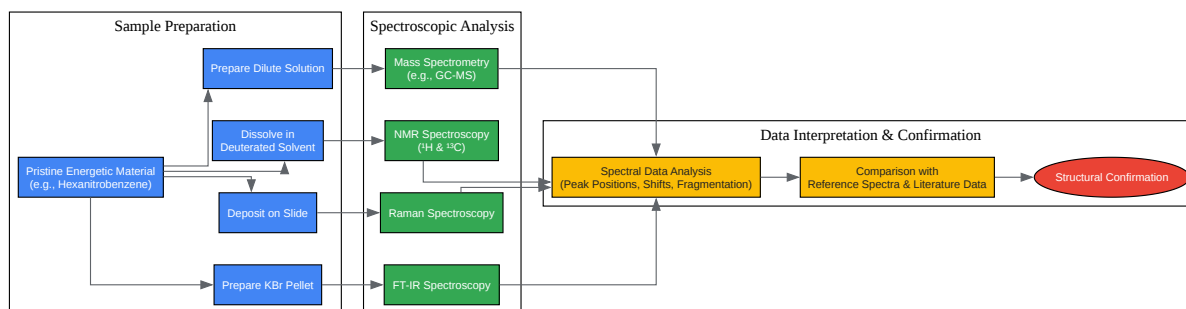 Sample Preparation
Pristine Energetic Material
(e.g., Hexanitrobenzene)
Prepare Dilute Solution
Dissolve in
Deuterated Solvent
Deposit on Slide
Prepare KBr Pellet
Spectroscopic Analysis
Mass Spectrometry
(e.g., GC-MS)
NMR Spectroscopy
(¹H & ¹³C)
Raman Spectroscopy
FT-IR Spectroscopy
Data Interpretation & Confirmation
Spectral Data Analysis
(Peak Positions, Shifts, Fragmentation)
Comparison with
Reference Spectra & Literature Data
Structural Confirmation